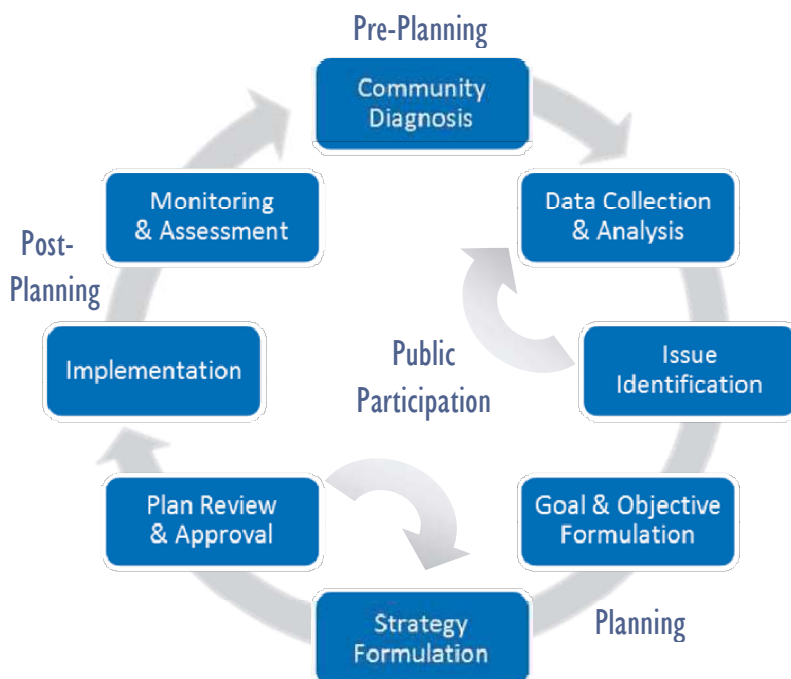 Pre-Planning
Community
Diagnosis
Data Collection
& Analysis
Issue
Identification
Goal & Objective
Formulation
Planning
Strategy
Formulation
Plan Review
& Approval
Implementation
Post-
Planning
Monitoring
& Assessment
Public
Participation